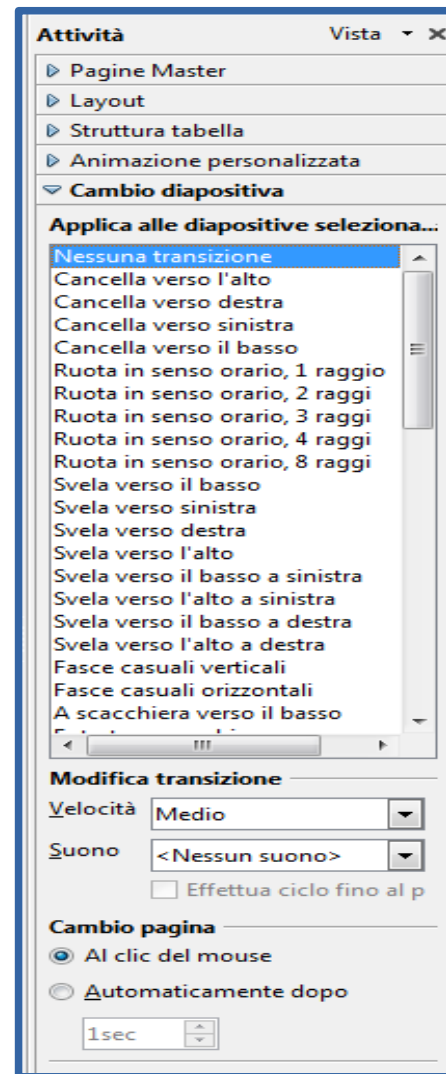 Attività Vista
Pagine Master
Layout
Struttura tabella
Animazione personalizzata
Cambio diapositiva
Applica alle diapositive seleziona...
Nessuna transizione
Cancella verso l'alto
Cancella verso destra
Cancella verso sinistra
Cancella verso il basso
Ruota in senso orario, 1 raggio
Ruota in senso orario, 2 raggi
Ruota in senso orario, 3 raggi
Ruota in senso orario, 4 raggi
Ruota in senso orario, 8 raggi
Svela verso il basso
Svela verso sinistra
Svela verso destra
Svela verso l'alto
Svela verso il basso a sinistra
Svela verso l'alto a sinistra
Svela verso il basso a destra
Svela verso l'alto a destra
Fasce casuali verticali
Fasce casuali orizzontali
A scacchiera verso il basso
Modifica transizione
Velocità Medio
Suono <Nessun suono>
Effettua ciclo fino al p
Cambio pagina
Al clic del mouse
Automaticamente dopo
1sec